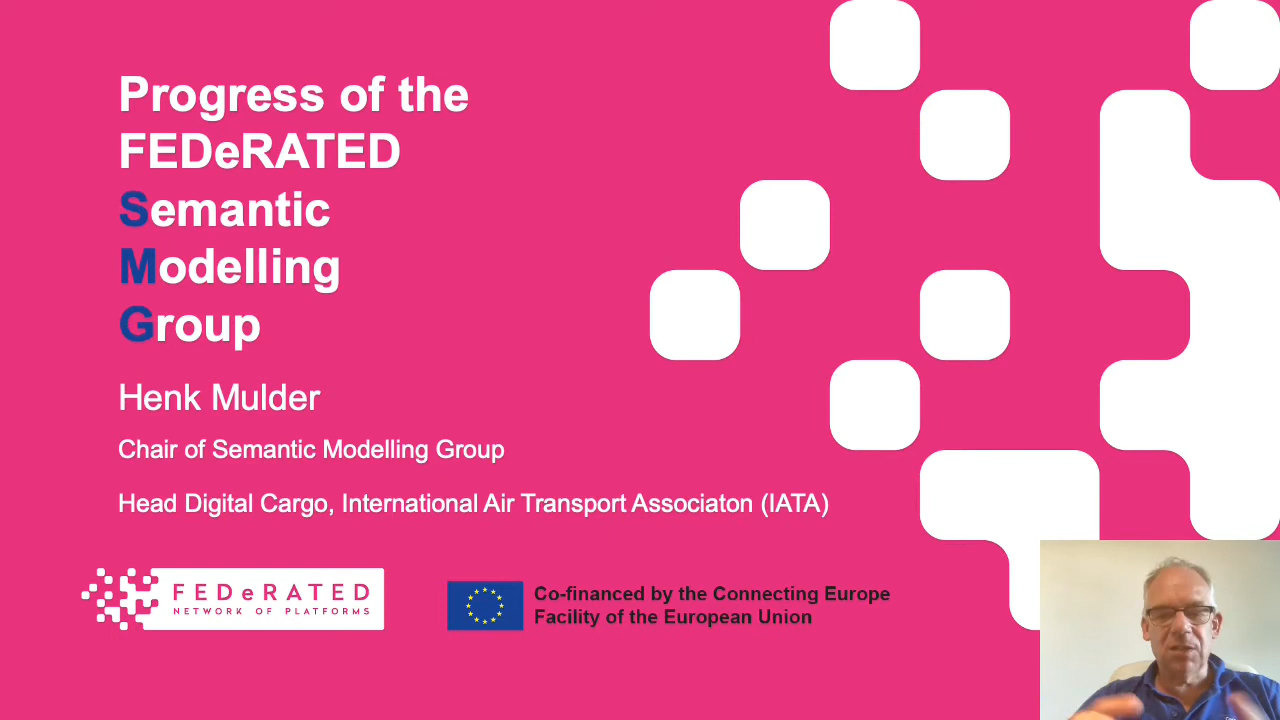 Progress of the
FEDeRATED
Semantic
Modelling
Group
Henk Mulder
Chair of Semantic Modelling Group
Head Digital Cargo, International Air Transport Associaton (IATA)
FEDeRATED
NETWORK OF PLATFORMS
Co-financed by the Connecting Europe
Facility of the European Union